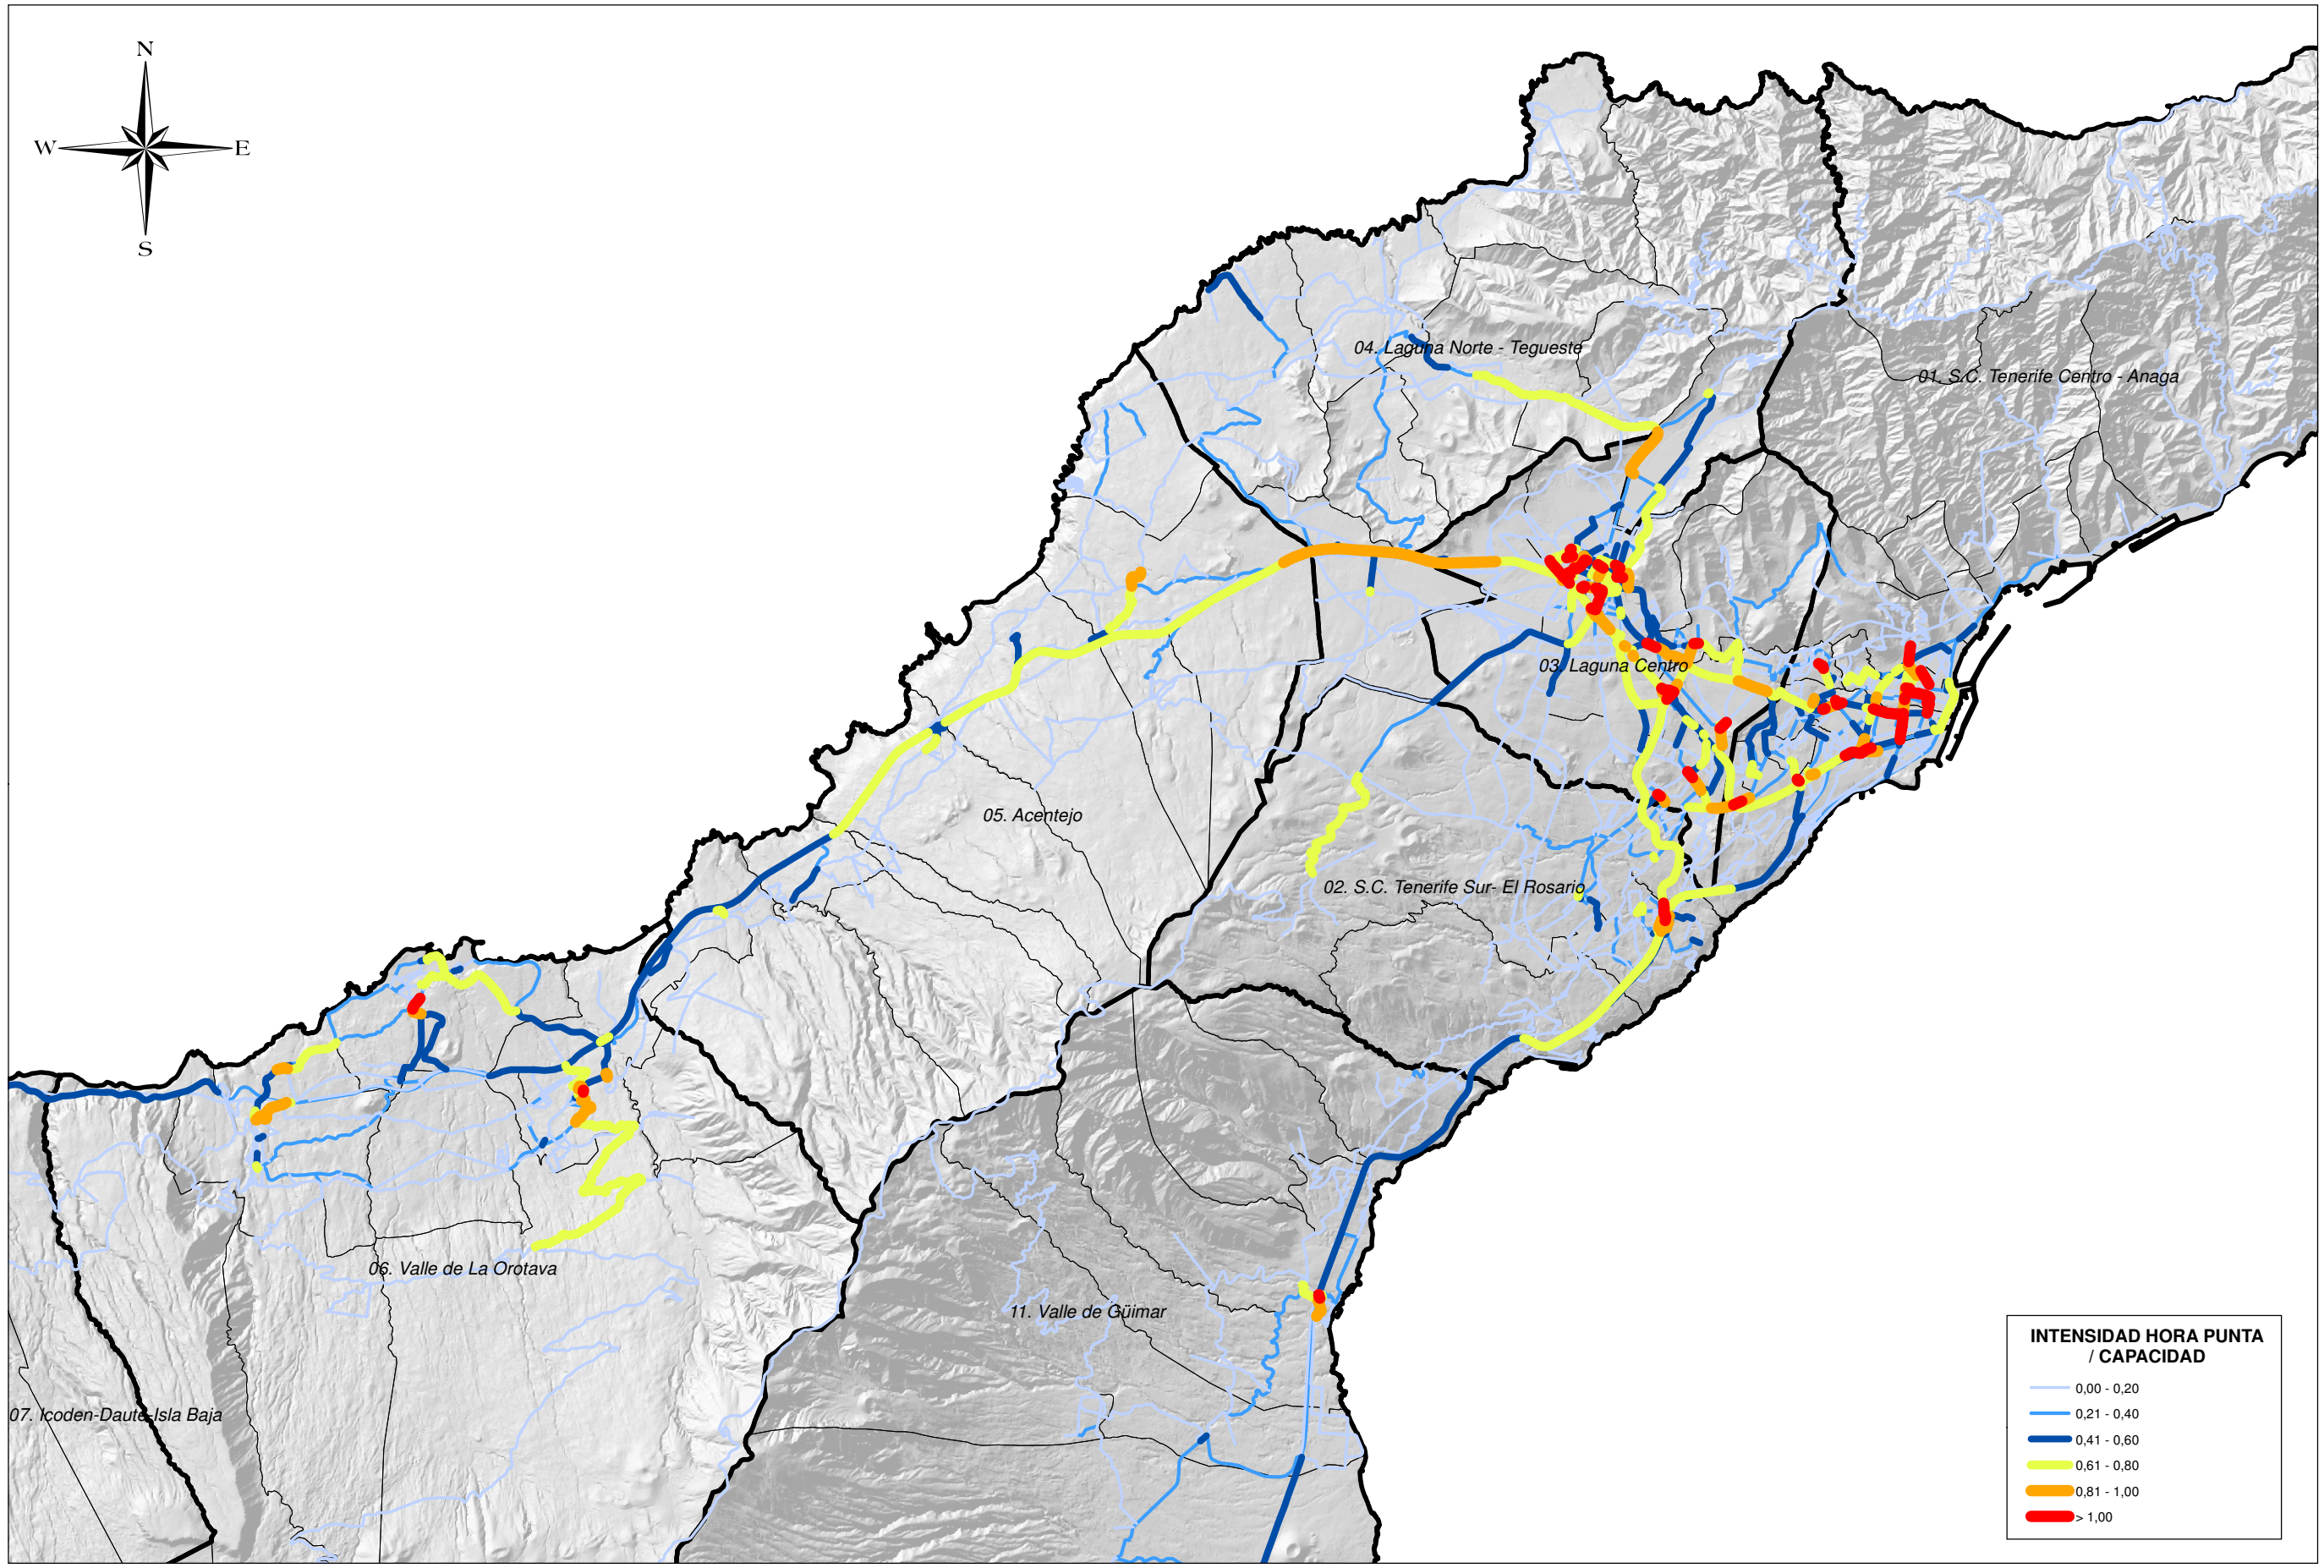 N
W
E
S
04. Laguna Norte - Tegueste
01. S.C. Tenerife Centro - Anaga
03. Laguna Centro
05. Acentejo
02. S.C. Tenerife Sur- El Rosario
06. Valle de La Orotava
11. Valle de Güimar
07. Icoden-Daute-Isla Baja
INTENSIDAD HORA PUNTA
/ CAPACIDAD
0,00 - 0,20
0,21 - 0,40
0,41 - 0,60
0,61 - 0,80
0,81 - 1,00
> 1,00